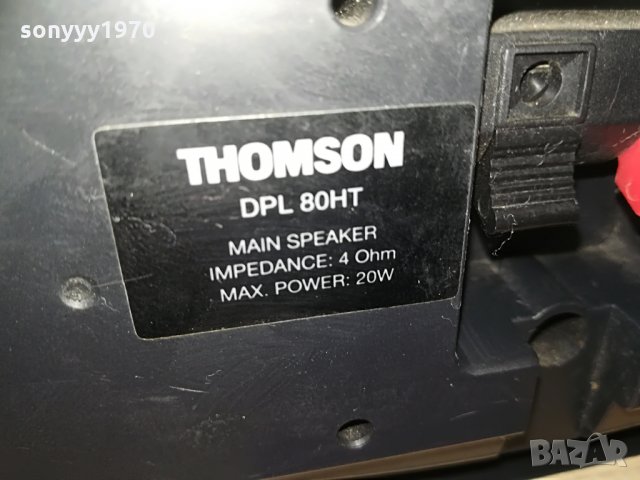 sonyyy1970
THOMSON
DPL 80HT
MAIN SPEAKER
IMPEDANCE: 4 Ohm
MAX. POWER: 20W
BAZAR